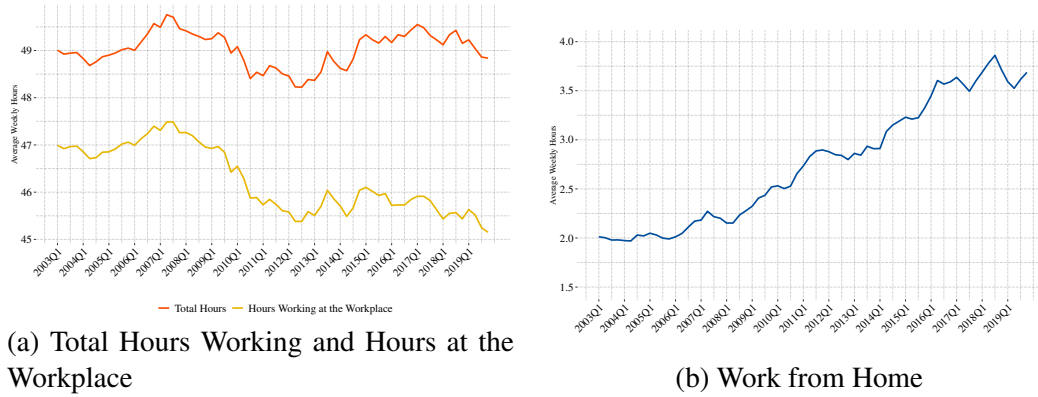 Average Weekly Hours
49
48
47
46
45
2003Q1
2004Q1
2005Q1
2006Q1
2007Q1
2008Q1
2009Q1
2010Q1
2011Q1
2012Q1
2013Q1
2014Q1
2015Q1
2016Q1
2017Q1
2018Q1
2019Q1
Total Hours Hours Working at the Workplace
(a) Total Hours Working and Hours at the
Workplace
Average Weekly Hours
4.0
3.5
3.0
2.5
2.0
1.5
2003Q1
2004Q1
2005Q1
2006Q1
2007Q1
2008Q1
2009Q1
2010Q1
2011Q1
2012Q1
2013Q1
2014Q1
2015Q1
2016Q1
2017Q1
2018Q1
2019Q1
(b) Work from Home